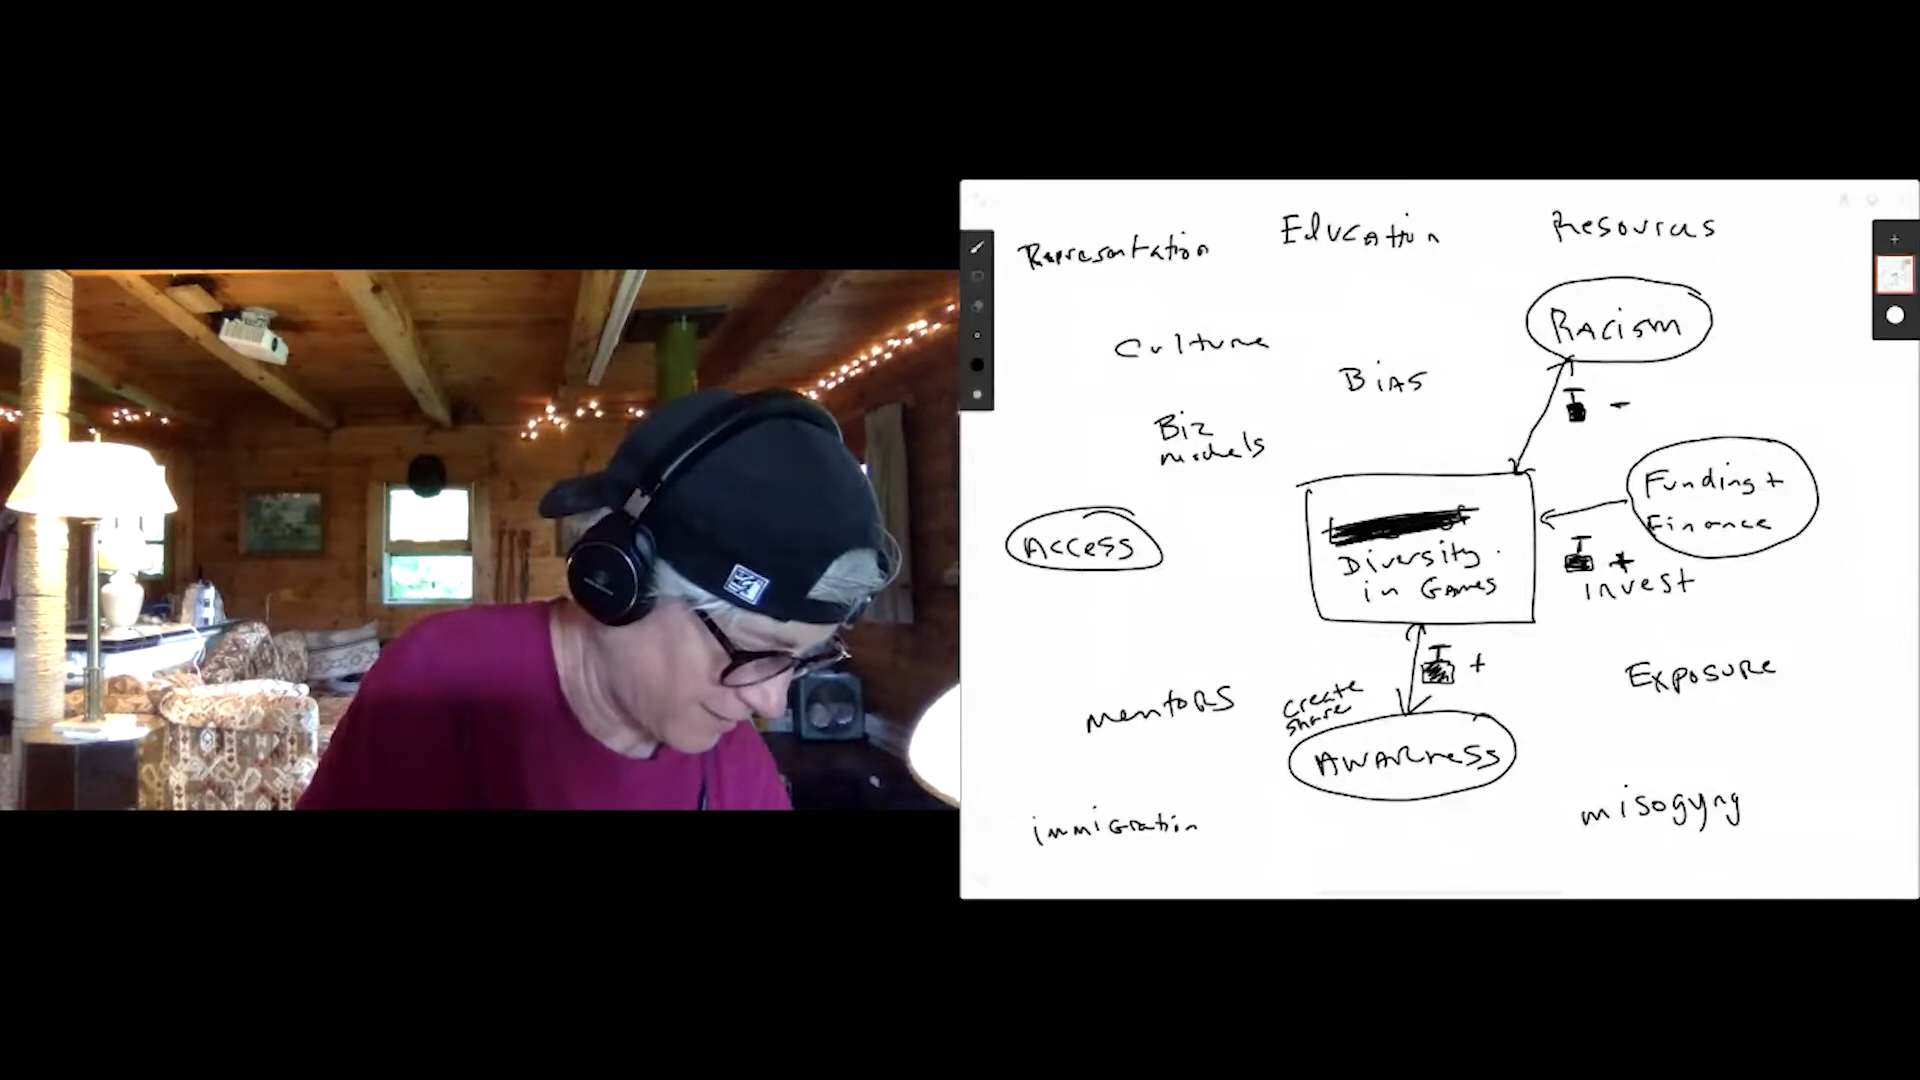 Representation
Education
Resources
Culture
Bias
Racism
-
Biz
models
Funding +
Finance
Access
Diversity
in Games
+
invest
+
Exposure
mentors
create
share
Awarness
immigration
misogyny